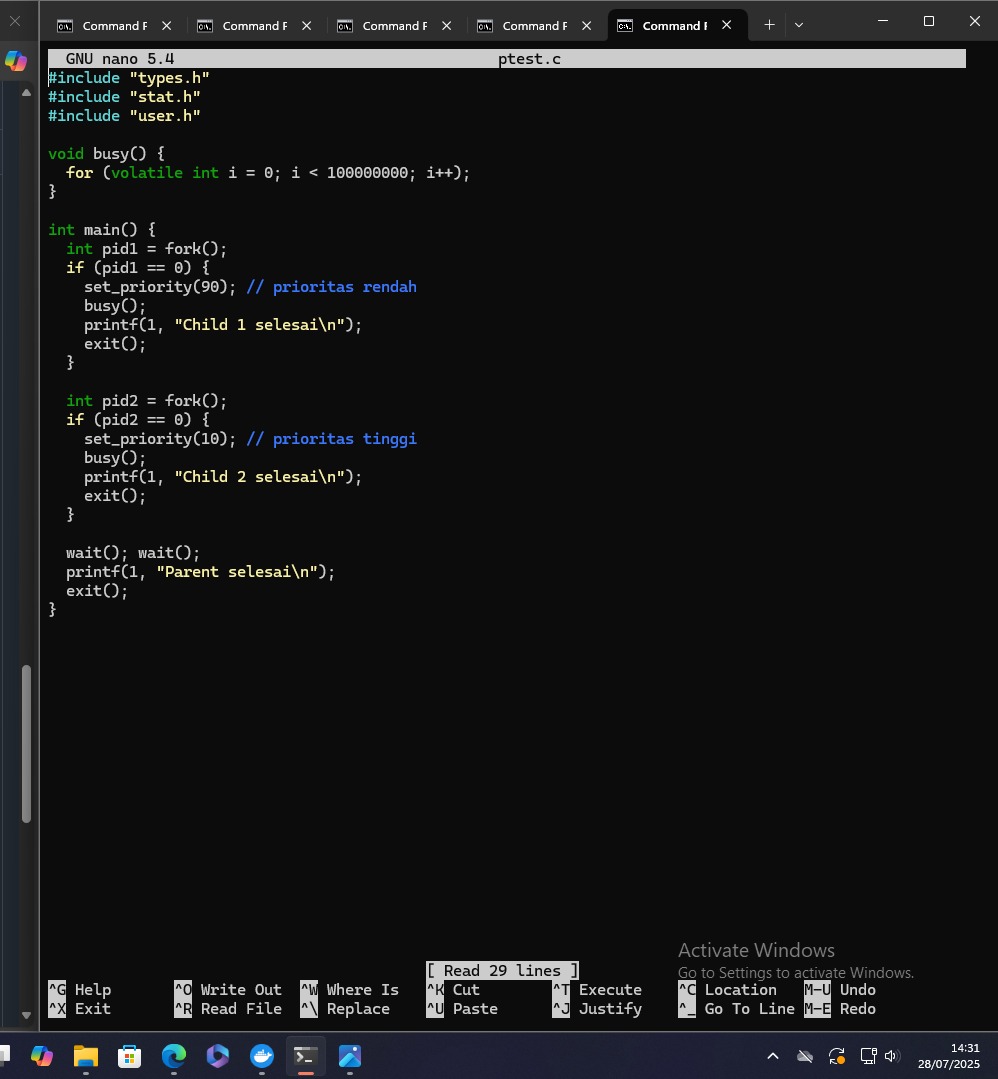 Command F Command F Command F Command F Command F
GNU nano 5.4 ptest.c
#include "types.h"
#include "stat.h"
#include "user.h"
void busy() {
  for (volatile int i = 0; i < 100000000; i++);
}
int main() {
  int pid1 = fork();
  if (pid1 == 0) {
    set_priority(90); // prioritas rendah
    busy();
    printf(1, "Child 1 selesai\n");
    exit();
  }
  int pid2 = fork();
  if (pid2 == 0) {
    set_priority(10); // prioritas tinggi
    busy();
    printf(1, "Child 2 selesai\n");
    exit();
  }
  wait(); wait();
  printf(1, "Parent selesai\n");
  exit();
}
Activate Windows
Go to Settings to activate Windows.
[ Read 29 lines ]
^G Help ^O Write Out ^W Where Is ^K Cut ^T Execute ^C Location M-U Undo
^X Exit ^R Read File ^\ Replace ^U Paste ^J Justify ^_ Go To Line M-E Redo
14:31
28/07/2025